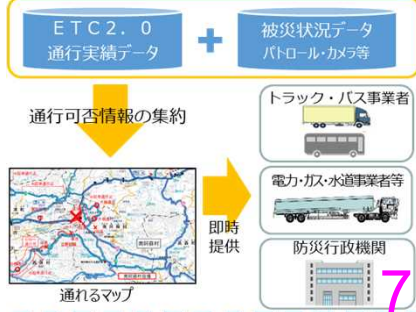 ETC2.0
通行実績データ
被災状況データ
パトロール・カメラ等
通行可否情報の集約
トラック・バス事業者
電力・ガス・水道事業者等
即時
提供
防災行政機関
通れるマップ
7